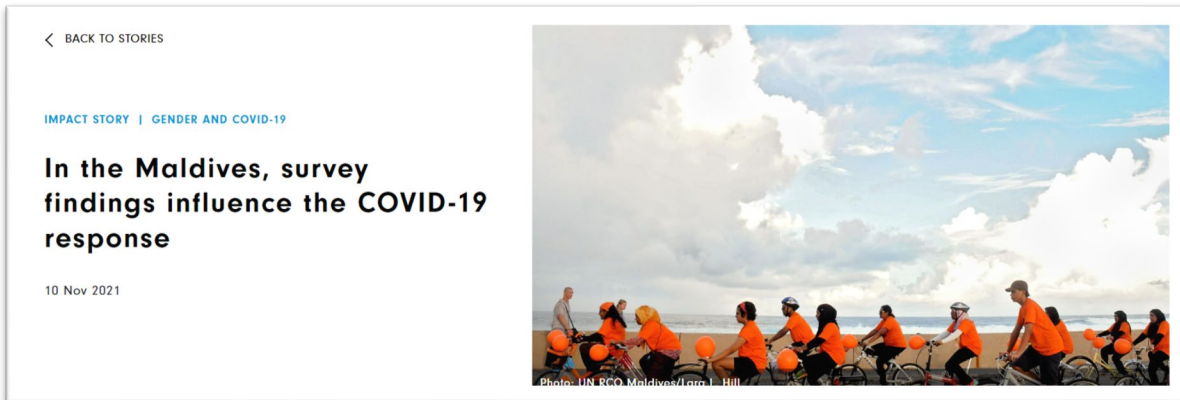 BACK TO STORIES
IMPACT STORY | GENDER AND COVID-19
In the Maldives, survey
findings influence the COVID-19
response
10 Nov 2021
Photo: UN RCO Maldives/Lara L. Hill